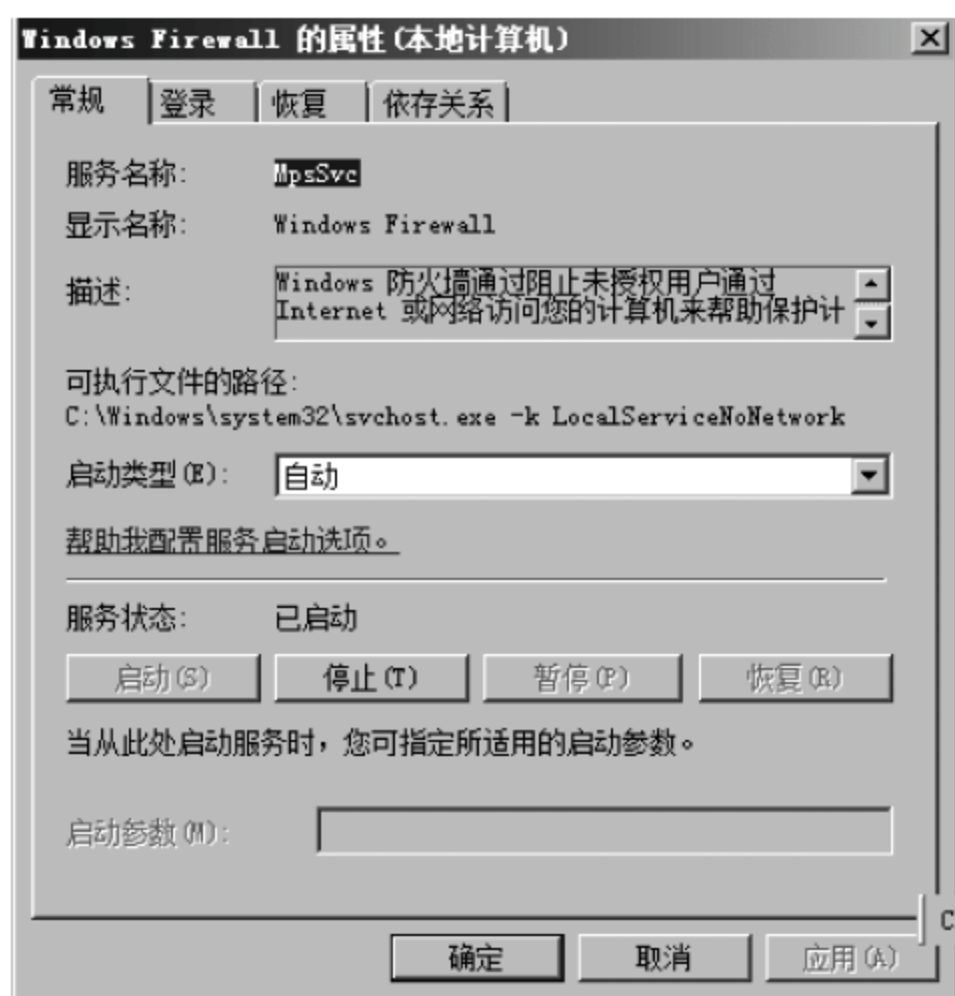 Windows Firewall 的属性(本地计算机)
常规 登录 恢复 依存关系
服务名称: MpsSvc
显示名称: Windows Firewall
描述: Windows 防火墙通过阻止未授权用户通过
Internet 或网络访问您的计算机来帮助保护计
可执行文件的路径:
C:\Windows\system32\svchost.exe -k LocalServiceNoNetwork
启动类型(E): 自动
帮助我配置服务启动选项。
服务状态: 已启动
启动(S) 停止(T) 暂停(P) 恢复(R)
当从此处启动服务时，您可指定所适用的启动参数。
启动参数(M):
C
确定 取消 应用(A)